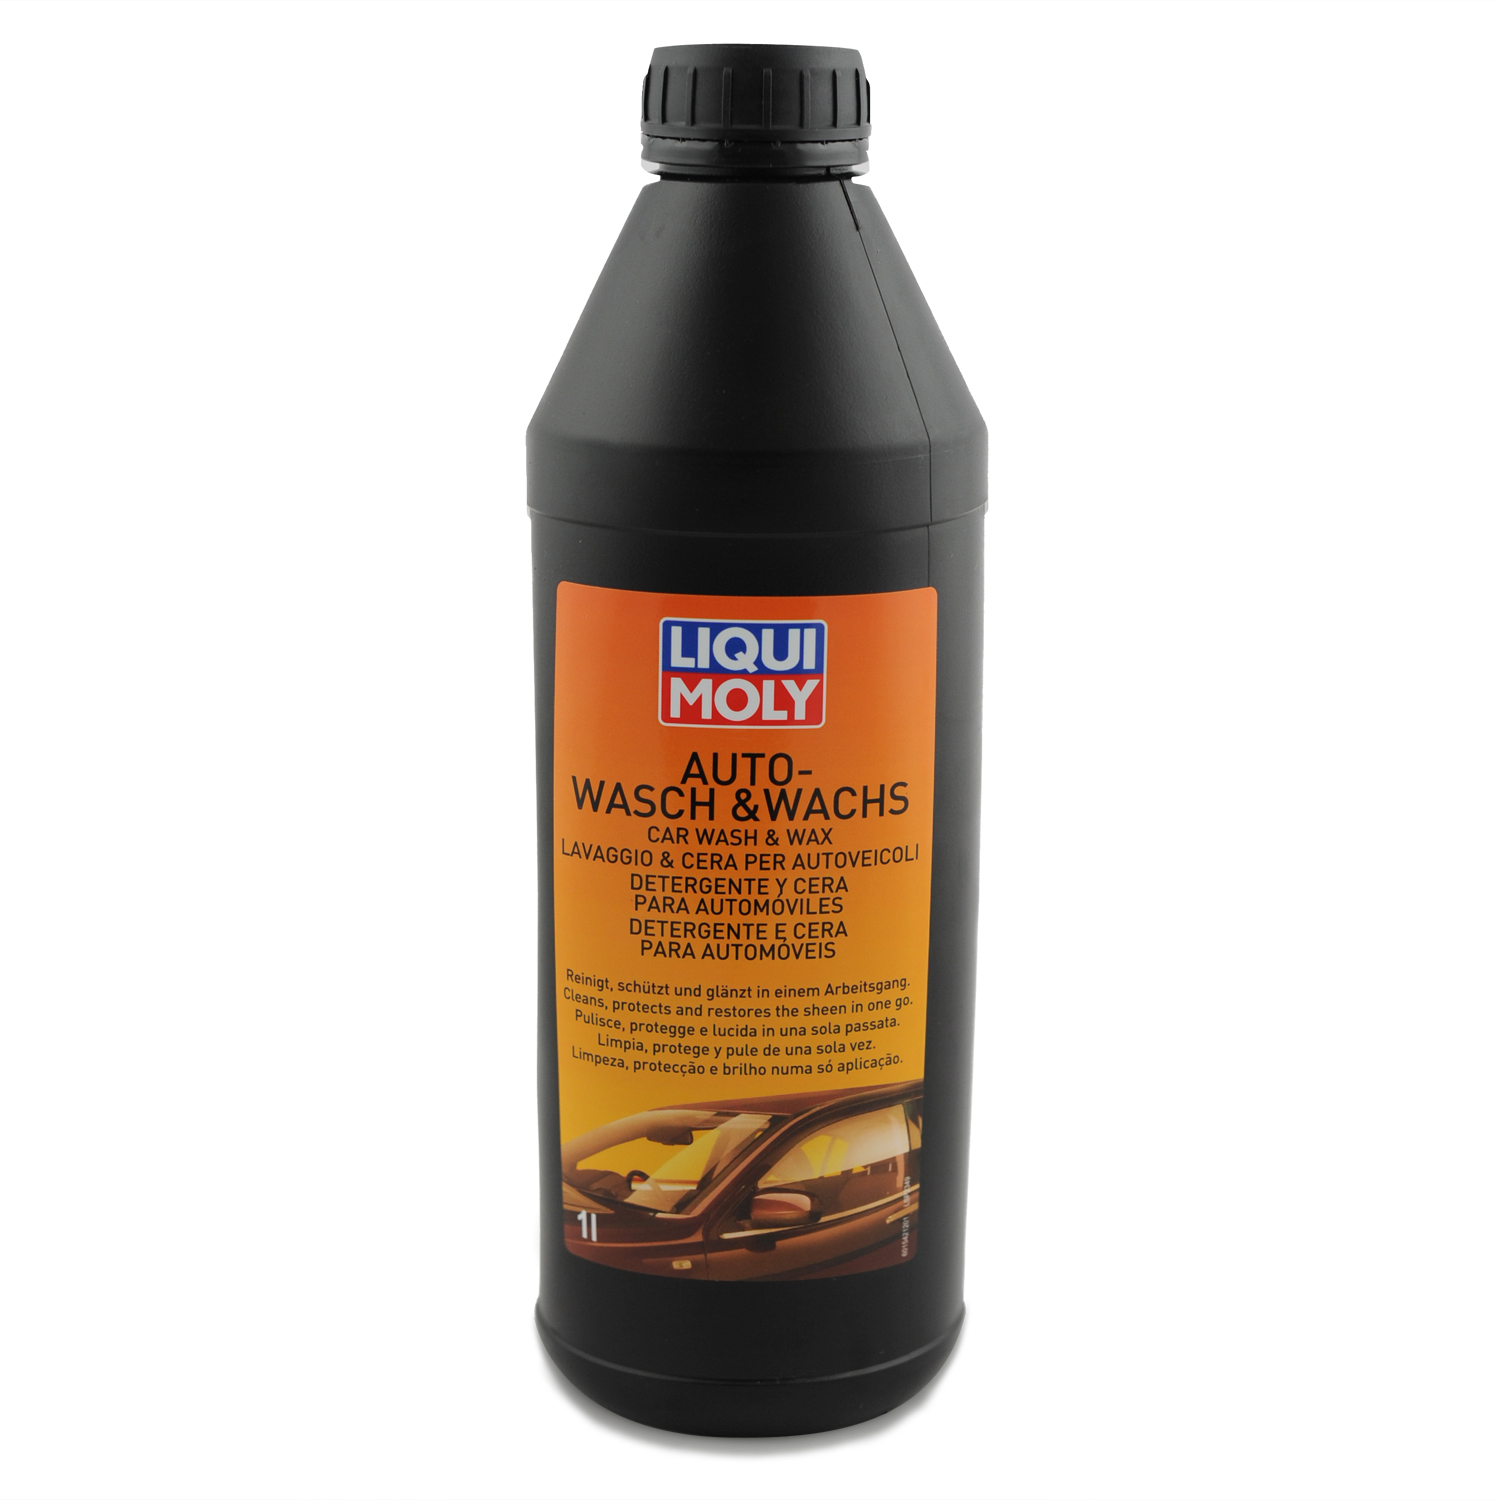 LIQUI
MOLY
AUTO-
WASCH &WACHS
CAR WASH & WAX
LAVAGGIO & CERA PER AUTOVEICOLI
DETERGENTE Y CERA
PARA AUTOMÓVILES
DETERGENTE E CERA
PARA AUTOMÓVEIS
Reinigt, schützt und glänzt in einem Arbeitsgang.
Cleans, protects and restores the sheen in one go.
Pulisce, protegge e lucida in una sola passata.
Limpia, protege y pule de una sola vez.
Limpeza, protecção e brilho numa só aplicação.
1l